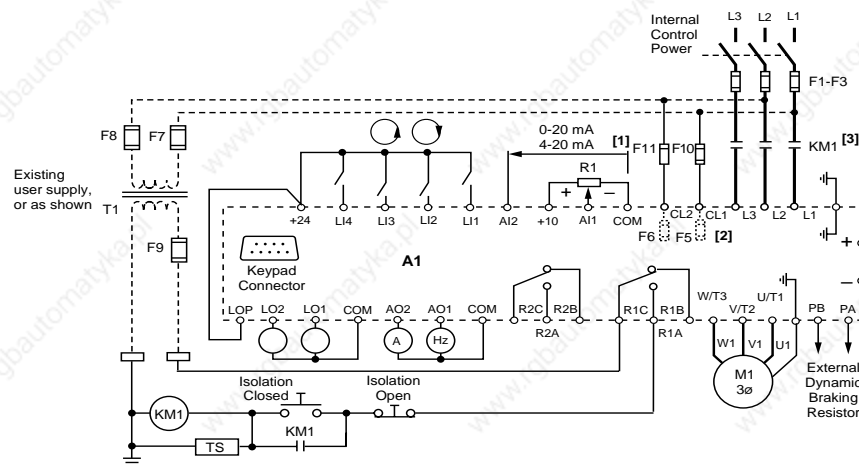 Internal
Control
Power
L3 L2 L1
F1-F3
F8 F7
0-20 mA
4-20 mA
[1]
F11 F10
KM1 [3]
R1
+ –
Existing
user supply,
or as shown
T1
+24 LI4 LI3 LI2 LI1 AI2 +10 AI1 COM CL2 CL1 L3 L2 L1
F6 F5 [2]
F9
Keypad
Connector
A1
+
–
LOP LO2 LO1 COM AO2 AO1 COM R2C R2B R1C R1B W/T3 V/T2 U/T1 PB PA
R2A R1A
A Hz
W1 V1 U1
M1
3ø
External
Dynamic
Braking
Resistor
Isolation
Closed
Isolation
Open
KM1
KM1
TS
www.rgbautomatyka.pl